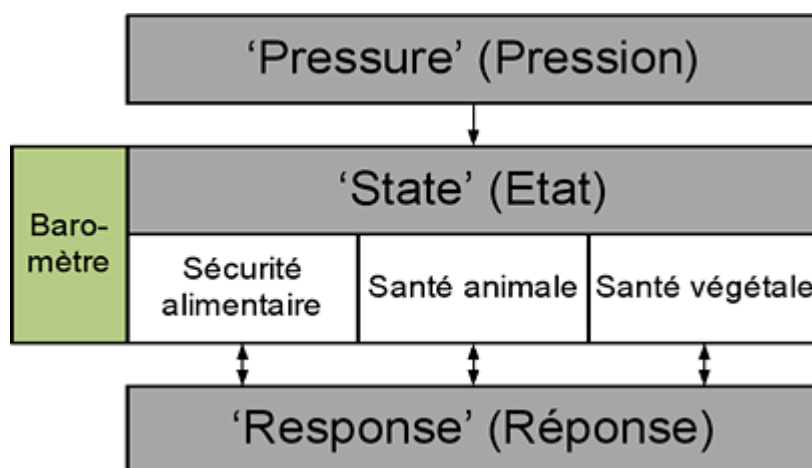 ‘Pressure’ (Pression)
‘State’ (Etat)
Baro-
mètre
Sécurité
alimentaire
Santé animale
Santé végétale
‘Response’ (Réponse)